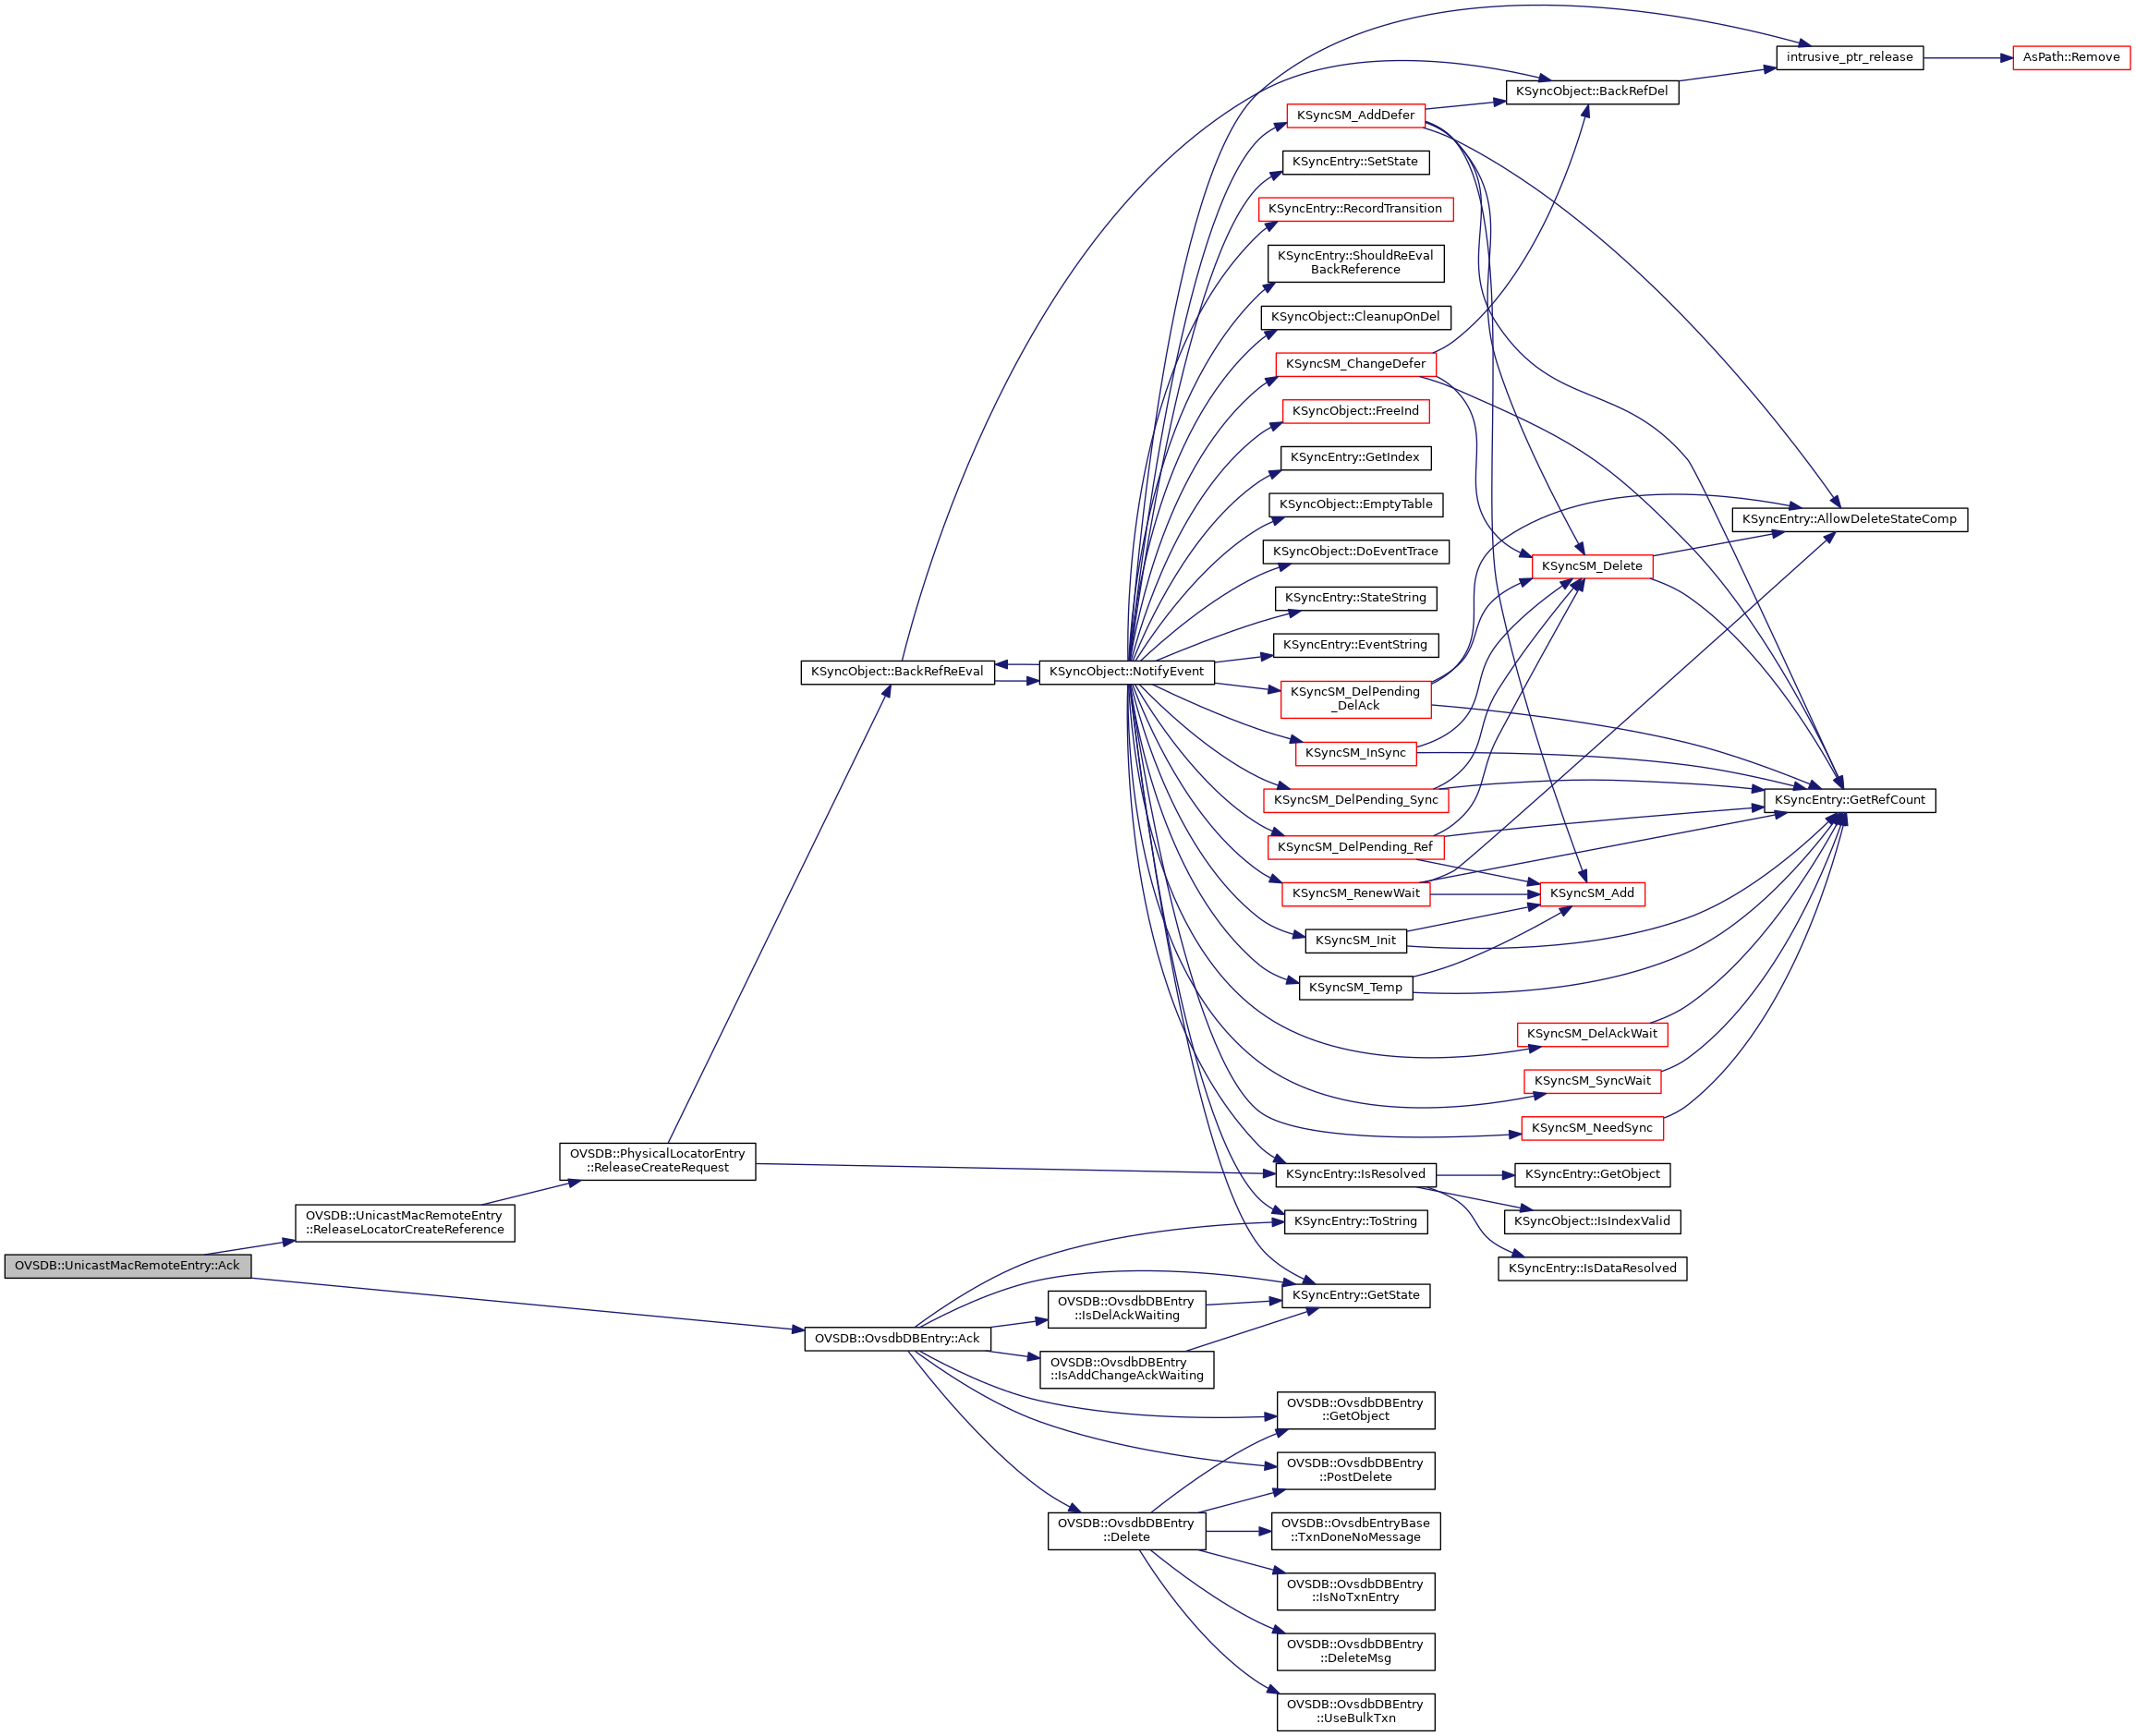 intrusive_ptr_release
AsPath::Remove
KSyncObject::BackRefDel
KSyncSM_AddDefer
KSyncEntry::SetState
KSyncEntry::RecordTransition
KSyncEntry::ShouldReEval
BackReference
KSyncObject::CleanupOnDel
KSyncSM_ChangeDefer
KSyncObject::FreeInd
KSyncEntry::GetIndex
KSyncObject::EmptyTable
KSyncEntry::AllowDeleteStateComp
KSyncObject::DoEventTrace
KSyncSM_Delete
KSyncEntry::StateString
KSyncEntry::EventString
KSyncObject::BackRefReEval
KSyncObject::NotifyEvent
KSyncSM_DelPending
_DelAck
KSyncSM_InSync
KSyncSM_DelPending_Sync
KSyncEntry::GetRefCount
KSyncSM_DelPending_Ref
KSyncSM_RenewWait
KSyncSM_Add
KSyncSM_Init
KSyncSM_Temp
KSyncSM_DelAckWait
KSyncSM_SyncWait
KSyncSM_NeedSync
OVSDB::PhysicalLocatorEntry
::ReleaseCreateRequest
KSyncEntry::IsResolved
KSyncEntry::GetObject
OVSDB::UnicastMacRemoteEntry
::ReleaseLocatorCreateReference
KSyncEntry::ToString
KSyncObject::IsIndexValid
OVSDB::UnicastMacRemoteEntry::Ack
KSyncEntry::IsDataResolved
KSyncEntry::GetState
OVSDB::OvsdbDBEntry
::IsDelAckWaiting
OVSDB::OvsdbDBEntry::Ack
OVSDB::OvsdbDBEntry
::IsAddChangeAckWaiting
OVSDB::OvsdbDBEntry
::GetObject
OVSDB::OvsdbDBEntry
::PostDelete
OVSDB::OvsdbDBEntry
::Delete
OVSDB::OvsdbEntryBase
::TxnDoneNoMessage
OVSDB::OvsdbDBEntry
::IsNoTxnEntry
OVSDB::OvsdbDBEntry
::DeleteMsg
OVSDB::OvsdbDBEntry
::UseBulkTxn